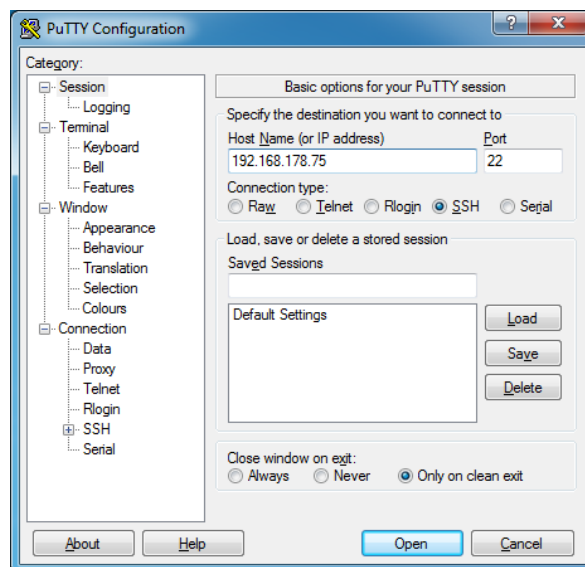 PuTTY Configuration
Category:
Session
Logging
Terminal
Keyboard
Bell
Features
Window
Appearance
Behaviour
Translation
Selection
Colours
Connection
Data
Proxy
Telnet
Rlogin
SSH
Serial
Basic options for your PuTTY session
Specify the destination you want to connect to
Host Name (or IP address) Port
192.168.178.75 22
Connection type:
Raw Telnet Rlogin SSH Serial
Load, save or delete a stored session
Saved Sessions
Default Settings
Load
Save
Delete
Close window on exit:
Always Never Only on clean exit
About Help Open Cancel